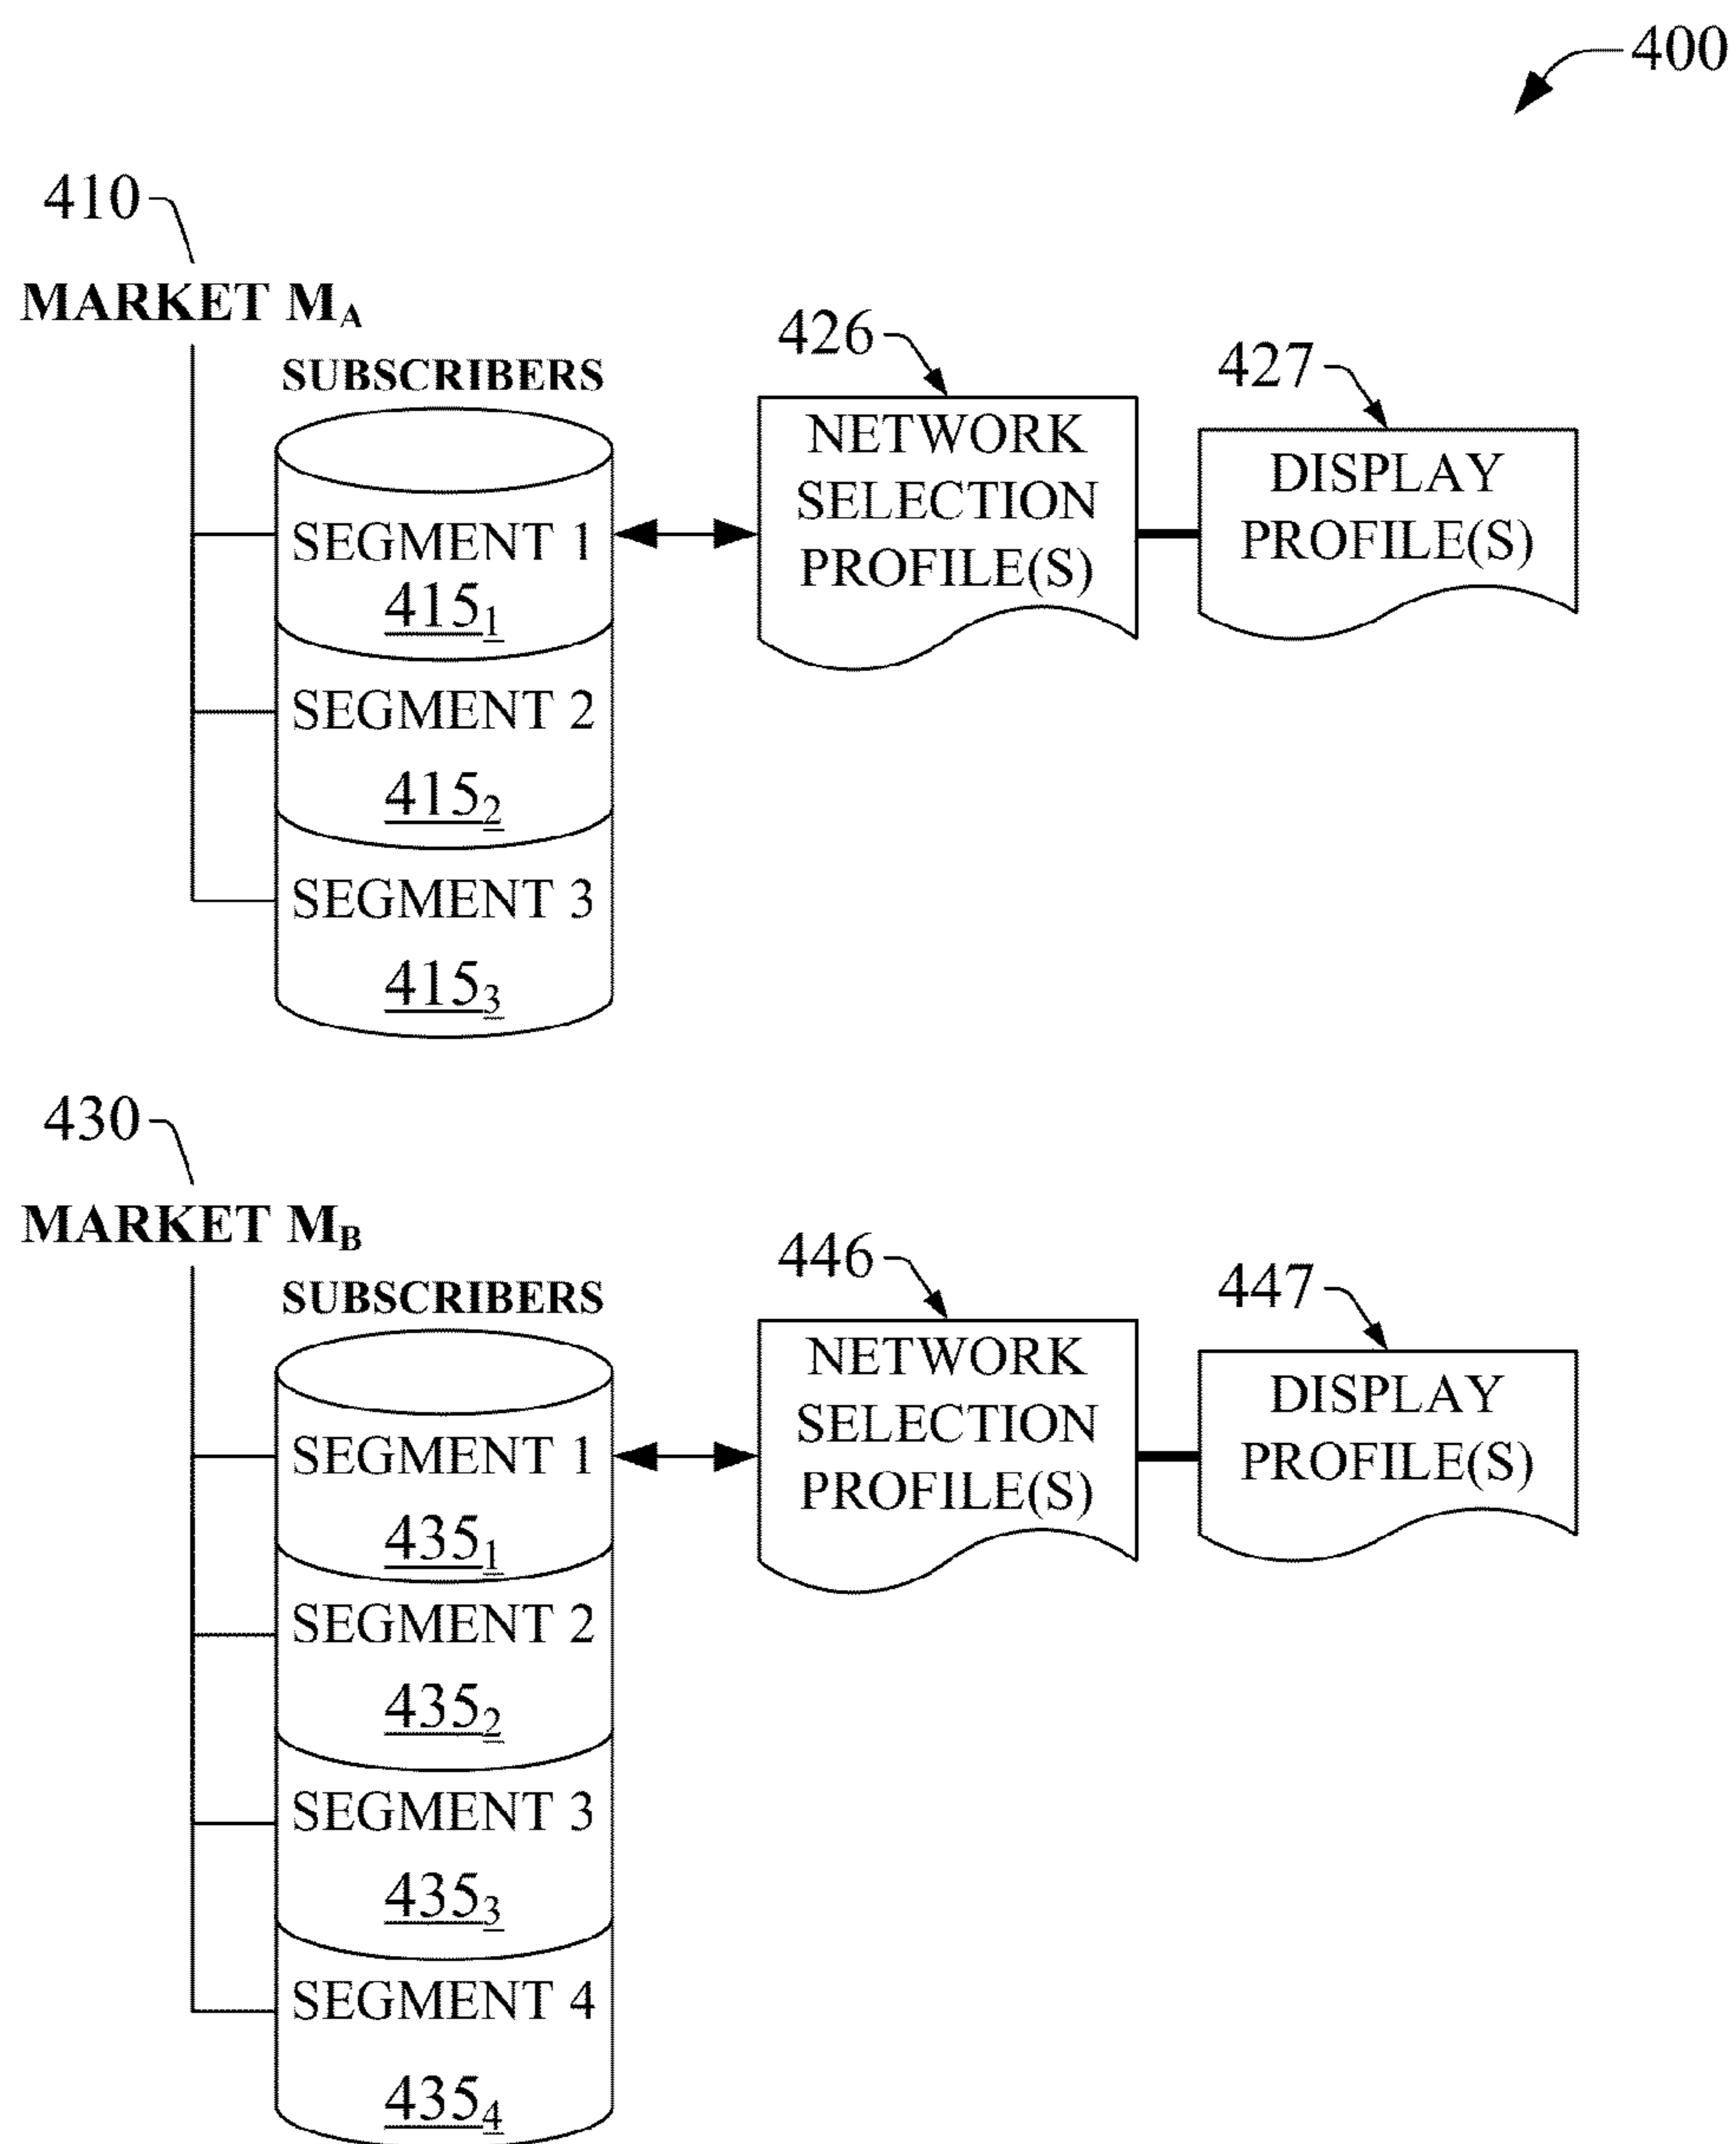 400
410
MARKET MA
SUBSCRIBERS
426
427
NETWORK
SELECTION
PROFILE(S)
DISPLAY
PROFILE(S)
SEGMENT 1
4151
SEGMENT 2
4152
SEGMENT 3
4153
430
MARKET MB
SUBSCRIBERS
446
447
NETWORK
SELECTION
PROFILE(S)
DISPLAY
PROFILE(S)
SEGMENT 1
4351
SEGMENT 2
4352
SEGMENT 3
4353
SEGMENT 4
4354